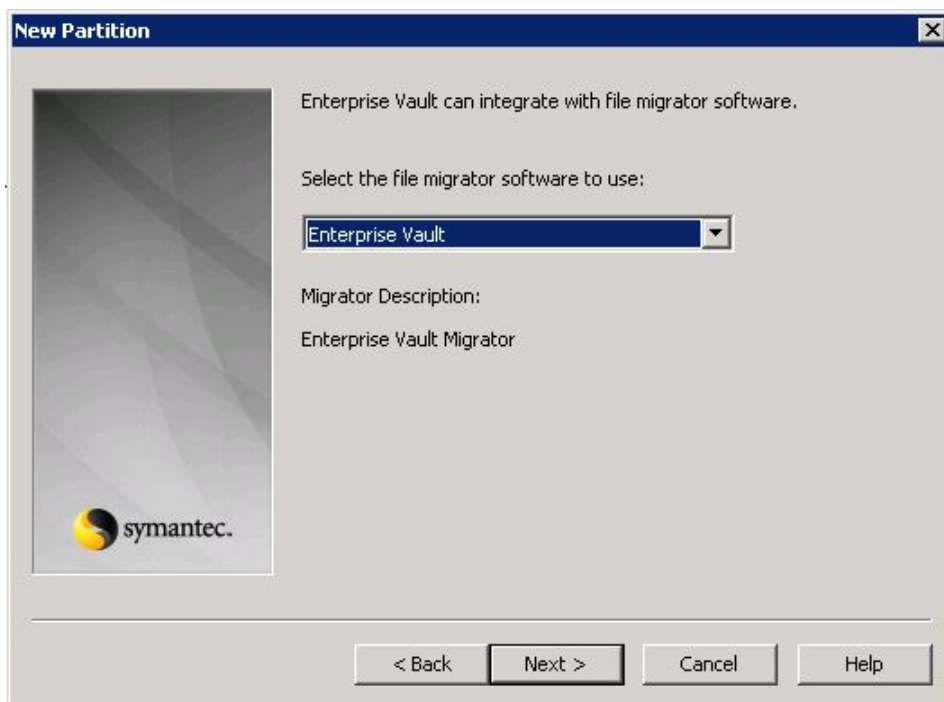 New Partition
Enterprise Vault can integrate with file migrator software.
Select the file migrator software to use:
Enterprise Vault
Migrator Description:
Enterprise Vault Migrator
symantec.
< Back
Next >
Cancel
Help